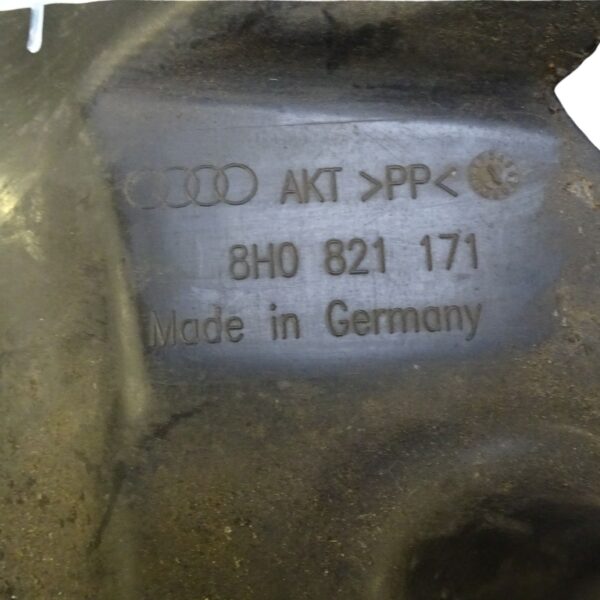 AKT >PP<
8H0 821 171
Made in Germany